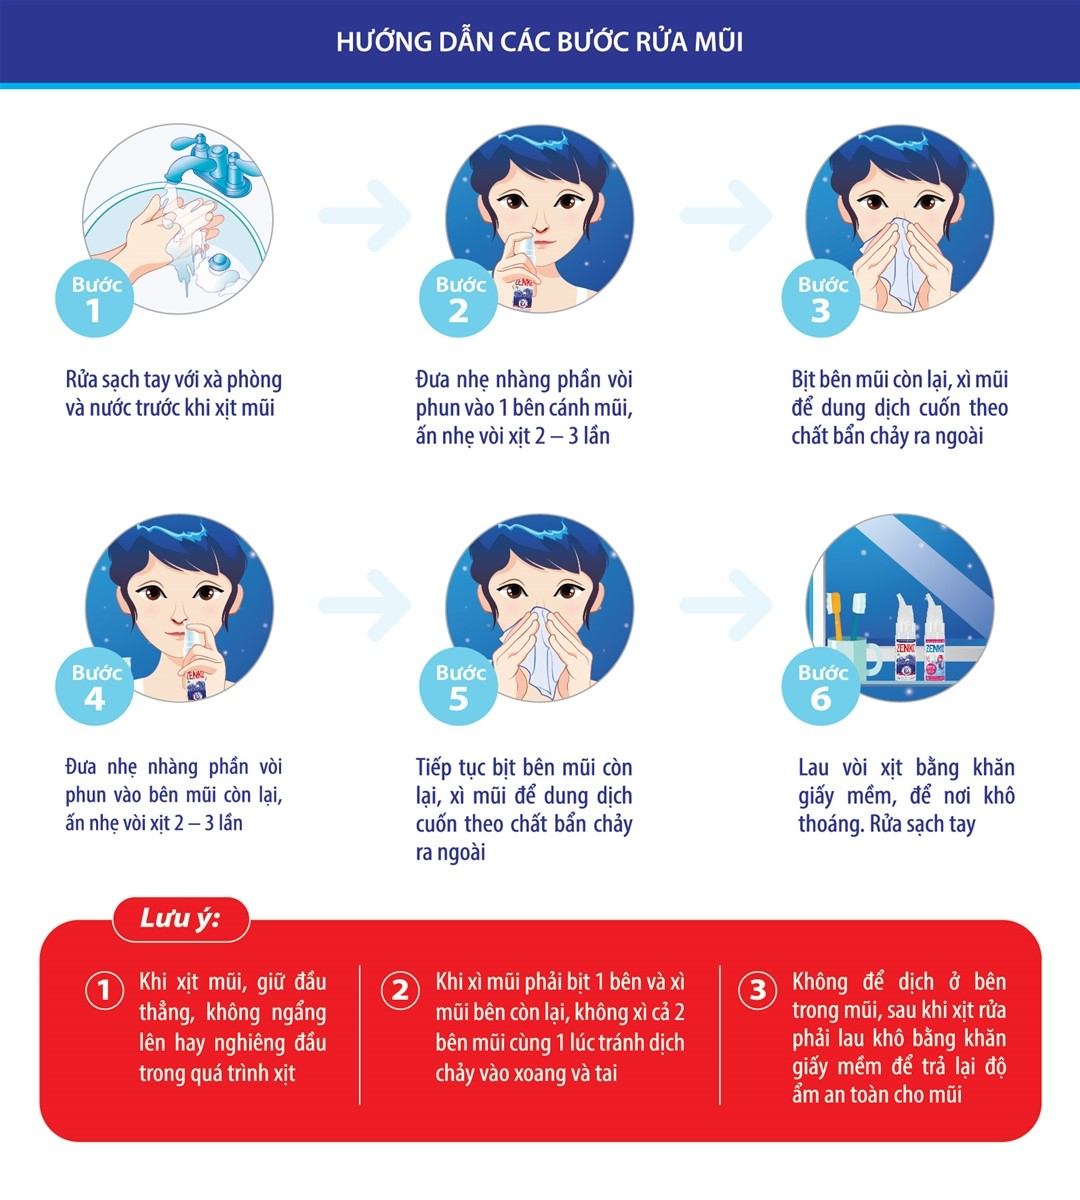 HƯỚNG DẪN CÁC BƯỚC RỬA MŨI
Bước
1
Rửa sạch tay với xà phòng
và nước trước khi xịt mũi
ZENKO
Bước
2
Đưa nhẹ nhàng phần vòi
phun vào 1 bên cánh mũi,
ấn nhẹ vòi xịt 2 – 3 lần
Bước
3
Bịt bên mũi còn lại, xì mũi
để dung dịch cuốn theo
chất bẩn chảy ra ngoài
ZENKO
Bước
4
Đưa nhẹ nhàng phần vòi
phun vào bên mũi còn lại,
ấn nhẹ vòi xịt 2 – 3 lần
Bước
5
Tiếp tục bịt bên mũi còn
lại, xì mũi để dung dịch
cuốn theo chất bẩn chảy
ra ngoài
ZENKO
ZENKO
Bước
6
Lau vòi xịt bằng khăn
giấy mềm, để nơi khô
thoáng. Rửa sạch tay
Lưu ý:
1
Khi xịt mũi, giữ đầu
thẳng, không ngẩng
lên hay nghiêng đầu
trong quá trình xịt
2
Khi xì mũi phải bịt 1 bên và xì
mũi bên còn lại, không xì cả 2
bên mũi cùng 1 lúc tránh dịch
chảy vào xoang và tai
3
Không để dịch ở bên
trong mũi, sau khi xịt rửa
phải lau khô bằng khăn
giấy mềm để trả lại độ
ẩm an toàn cho mũi